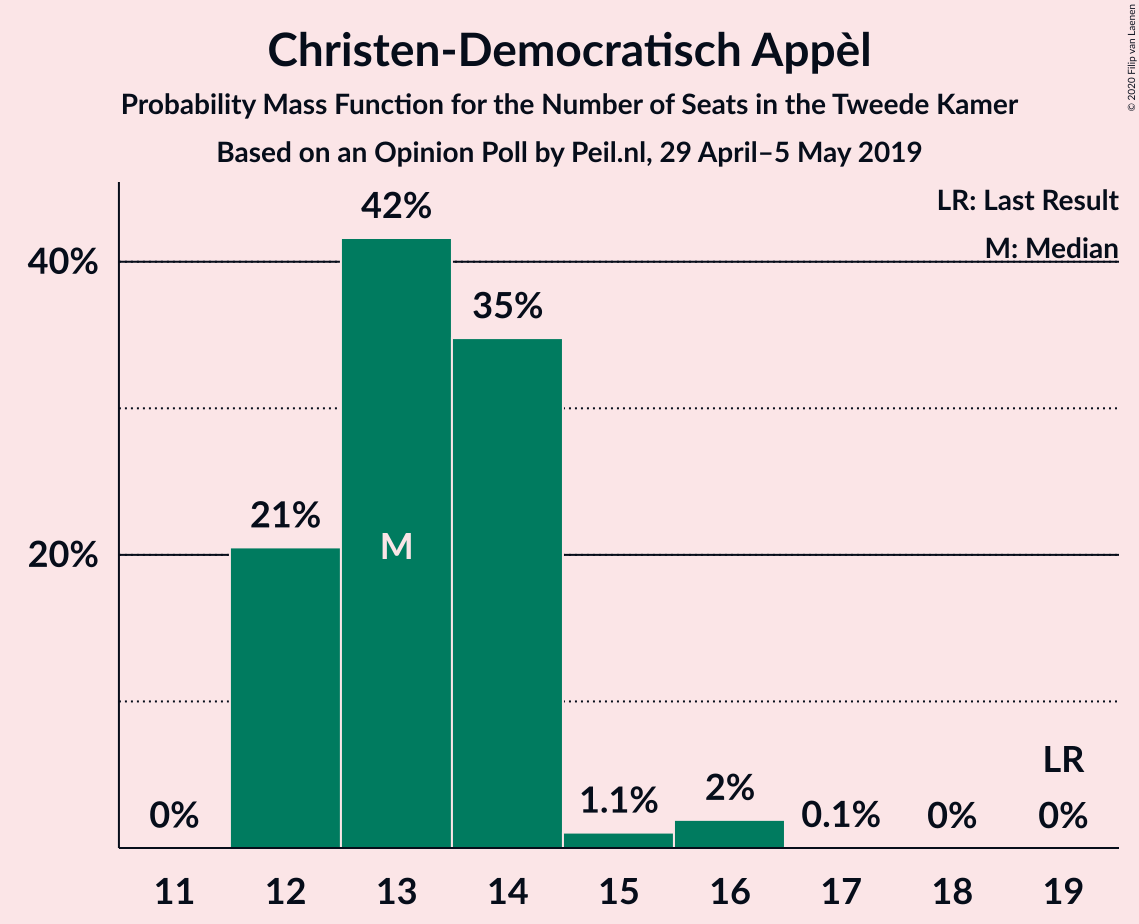 Christen-Democratisch Appèl
Probability Mass Function for the Number of Seats in the Tweede Kamer
Based on an Opinion Poll by Peil.nl, 29 April–5 May 2019
© 2020 Filip van Laenen
LR: Last Result
M: Median
40%
20%
0%
21%
42%
M
35%
1.1%
2%
0.1%
0%
LR
0%
11 12 13 14 15 16 17 18 19